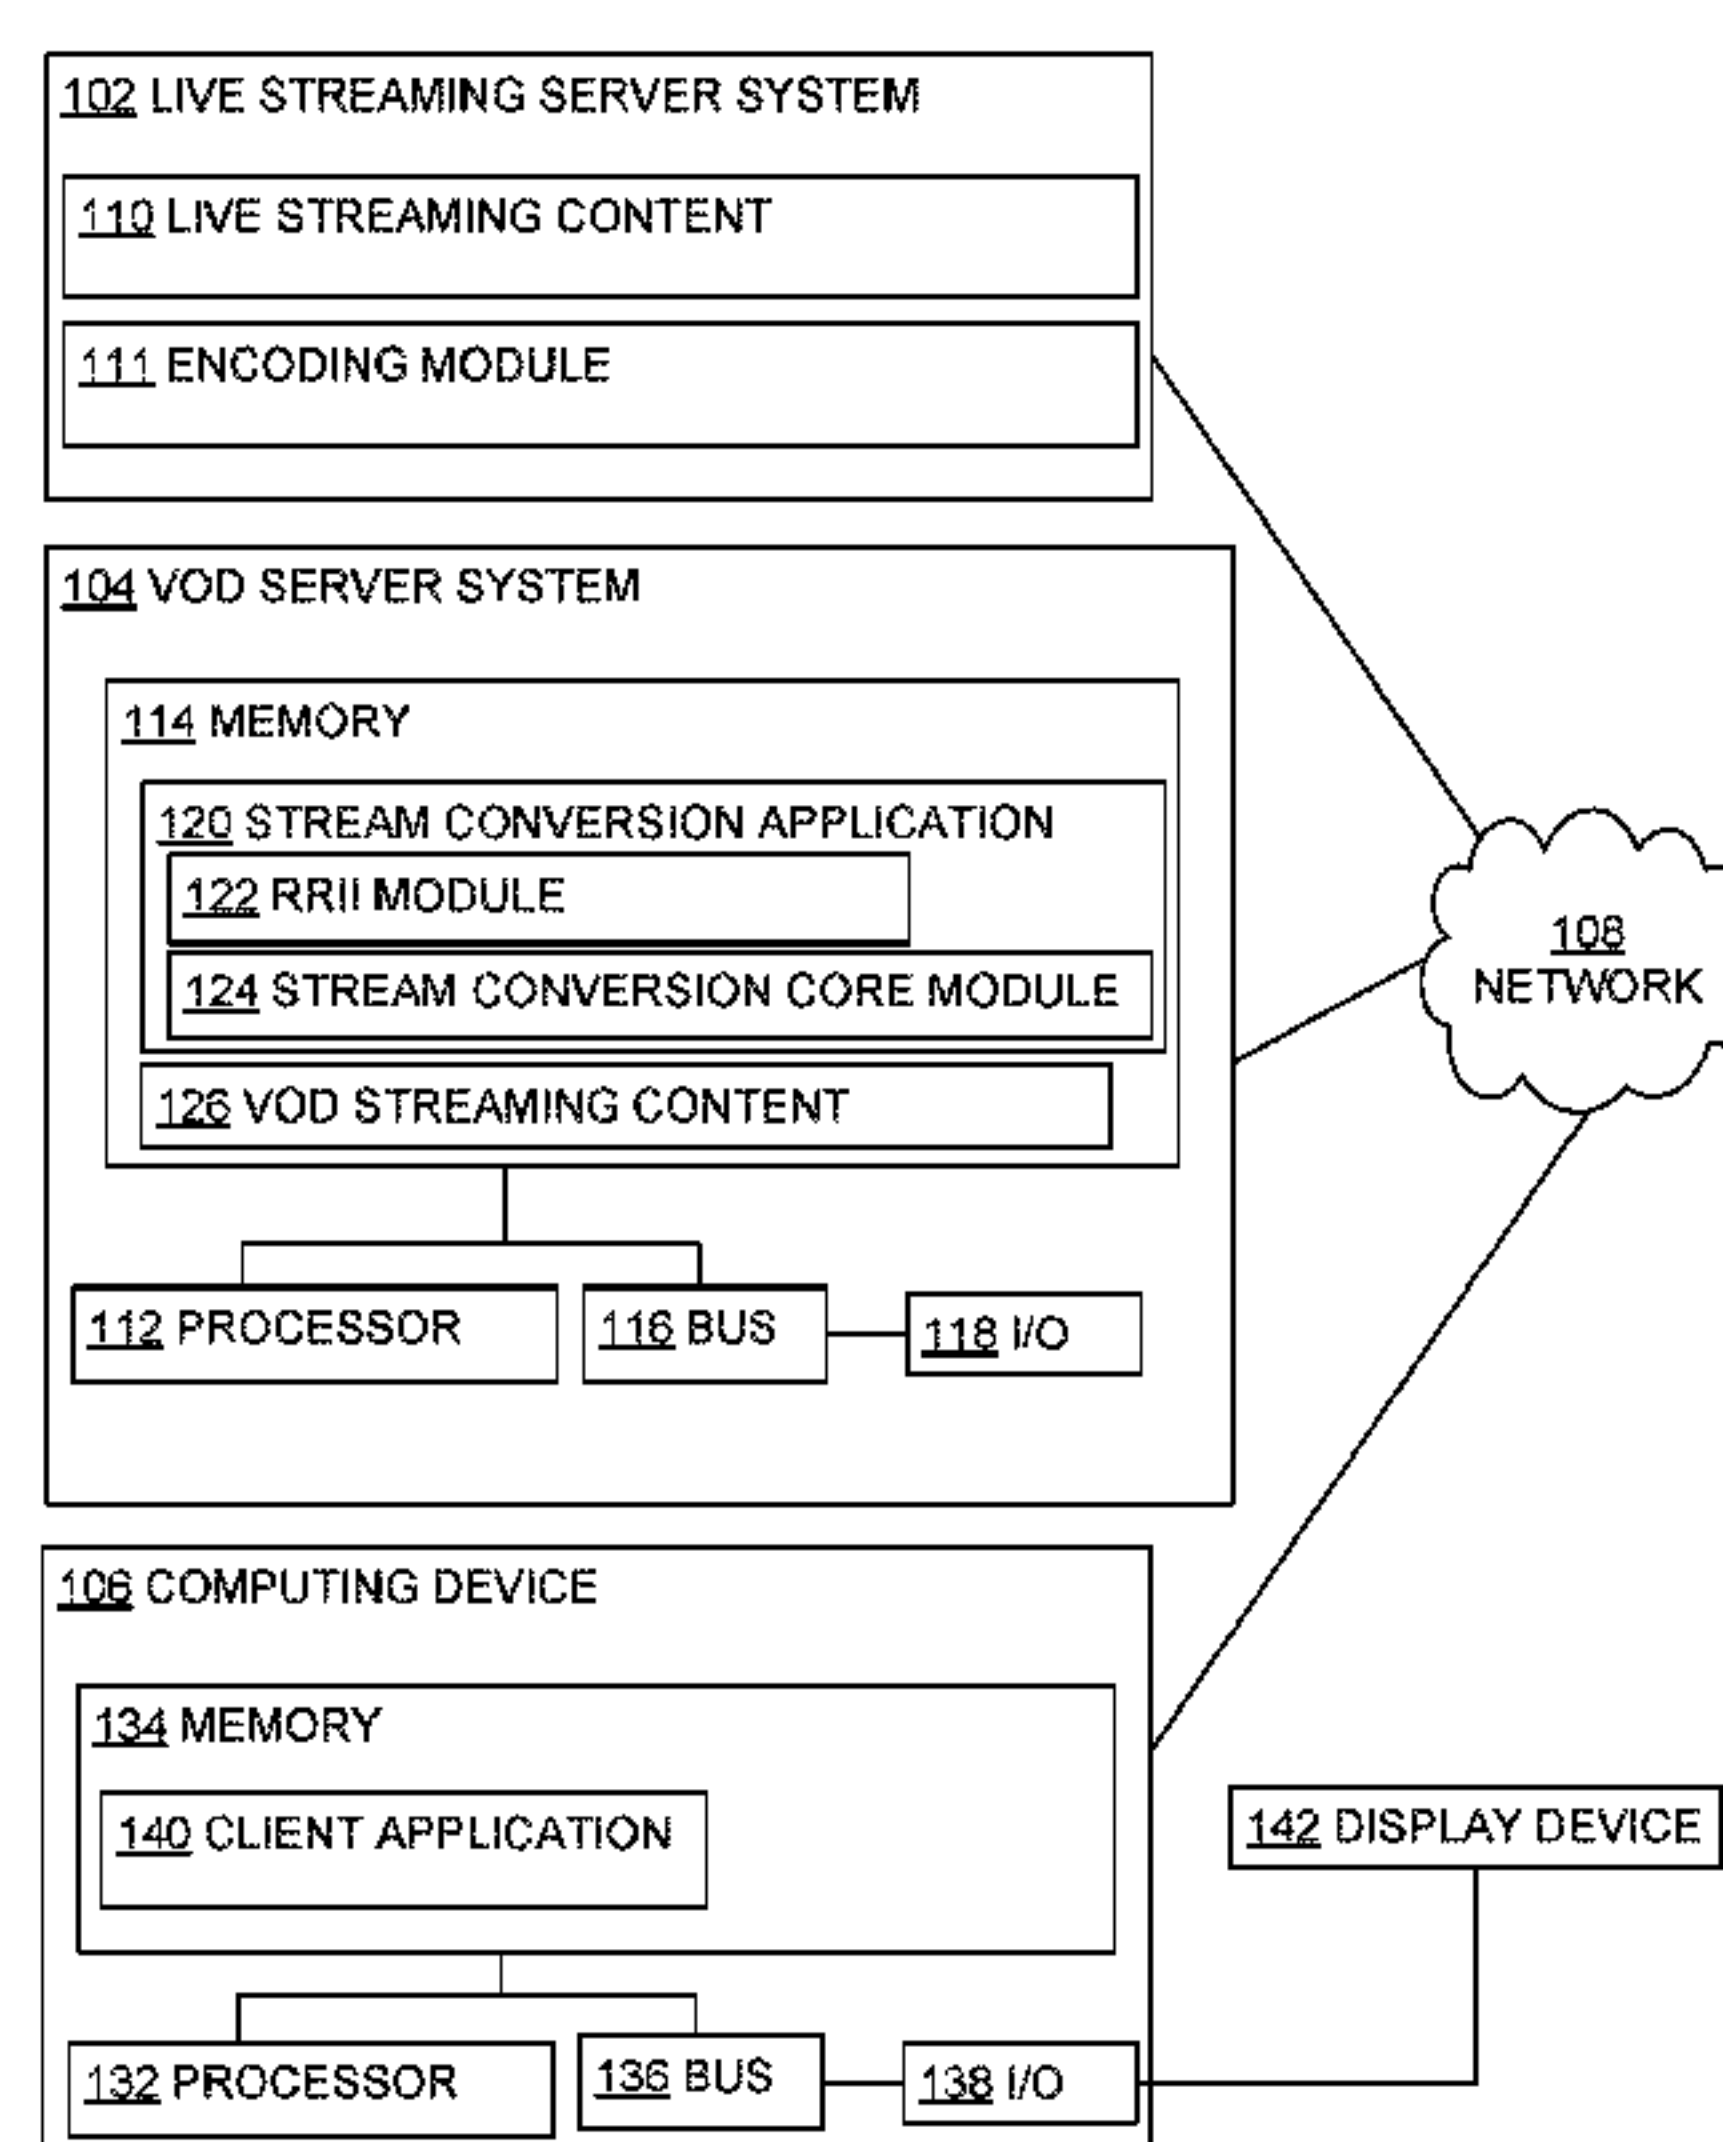 102 LIVE STREAMING SERVER SYSTEM
110 LIVE STREAMING CONTENT
111 ENCODING MODULE
104 VOD SERVER SYSTEM
114 MEMORY
120 STREAM CONVERSION APPLICATION
122 RRII MODULE
124 STREAM CONVERSION CORE MODULE
126 VOD STREAMING CONTENT
112 PROCESSOR
116 BUS
118 I/O
108
NETWORK
106 COMPUTING DEVICE
134 MEMORY
140 CLIENT APPLICATION
142 DISPLAY DEVICE
132 PROCESSOR
136 BUS
138 I/O